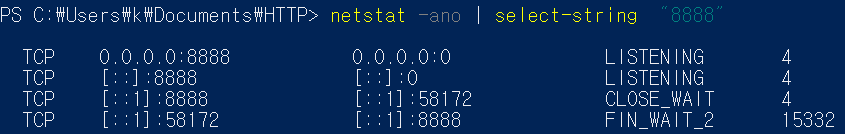 PS C:₩Users₩k₩Documents₩HTTP> netstat -ano | select-string "8888"
TCP 0.0.0.0:8888 0.0.0.0:0 LISTENING 4
TCP [::]:8888 [::]:0 LISTENING 4
TCP [::1]:8888 [::1]:58172 CLOSE_WAIT 4
TCP [::1]:58172 [::1]:8888 FIN_WAIT_2 15332